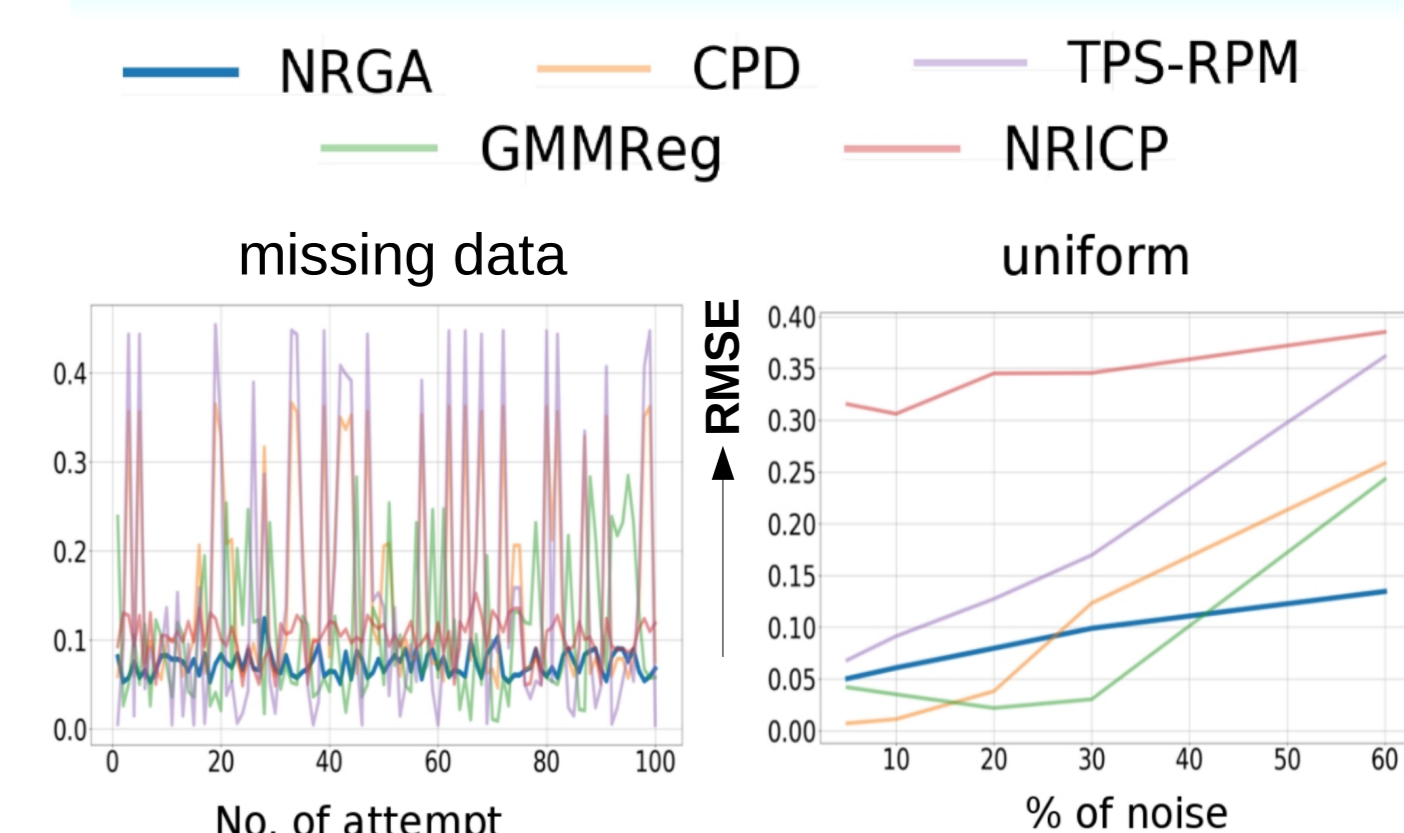 NRGA CPD TPS-RPM
GMMReg NRICP
missing data
uniform
RMSE
0.4
0.3
0.2
0.1
0.0
0 20 40 60 80 100
No. of attempt
0.40
0.35
0.30
0.25
0.20
0.15
0.10
0.05
0.00
10 20 30 40 50 60
% of noise